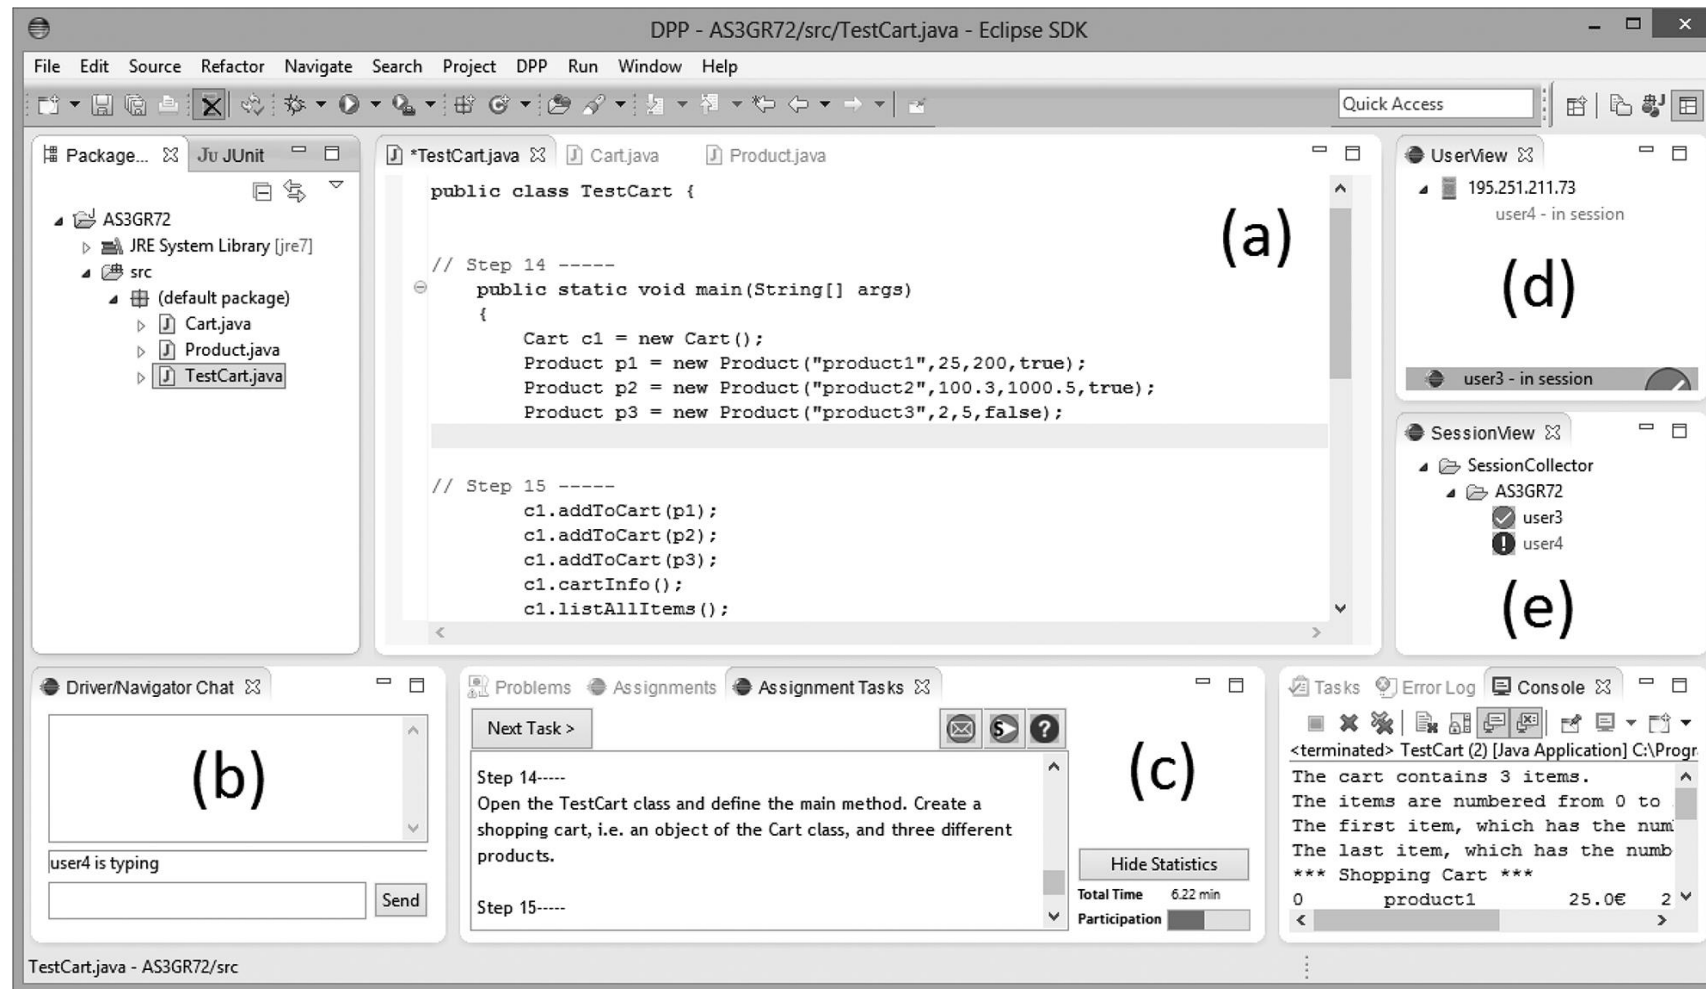 DPP - AS3GR72/src/TestCart.java - Eclipse SDK
File Edit Source Refactor Navigate Search Project DPP Run Window Help
Quick Access
Package...
JUnit
AS3GR72
JRE System Library [jre7]
src
(default package)
Cart.java
Product.java
TestCart.java
*TestCart.java Cart.java Product.java
public class TestCart {
// Step 14 -----
public static void main(String[] args)
{
Cart c1 = new Cart();
Product p1 = new Product("product1",25,200,true);
Product p2 = new Product("product2",100.3,1000.5,true);
Product p3 = new Product("product3",2,5,false);
// Step 15 -----
c1.addToCart(p1);
c1.addToCart(p2);
c1.addToCart(p3);
c1.cartInfo();
c1.listAllItems();
(a)
UserView
195.251.211.73
user4 - in session
(d)
user3 - in session
SessionView
SessionCollector
AS3GR72
user3
user4
(e)
Driver/Navigator Chat
(b)
user4 is typing
Send
Problems Assignments Assignment Tasks
Next Task >
Step 14-----
Open the TestCart class and define the main method. Create a
shopping cart, i.e. an object of the Cart class, and three different
products.
Step 15-----
(c)
Hide Statistics
Total Time 6.22 min
Participation
Tasks Error Log Console
<terminated> TestCart (2) [Java Application] C:\Progr
The cart contains 3 items.
The items are numbered from 0 to
The first item, which has the num
The last item, which has the numb
*** Shopping Cart ***
0 product1 25.0€ 2
TestCart.java - AS3GR72/src